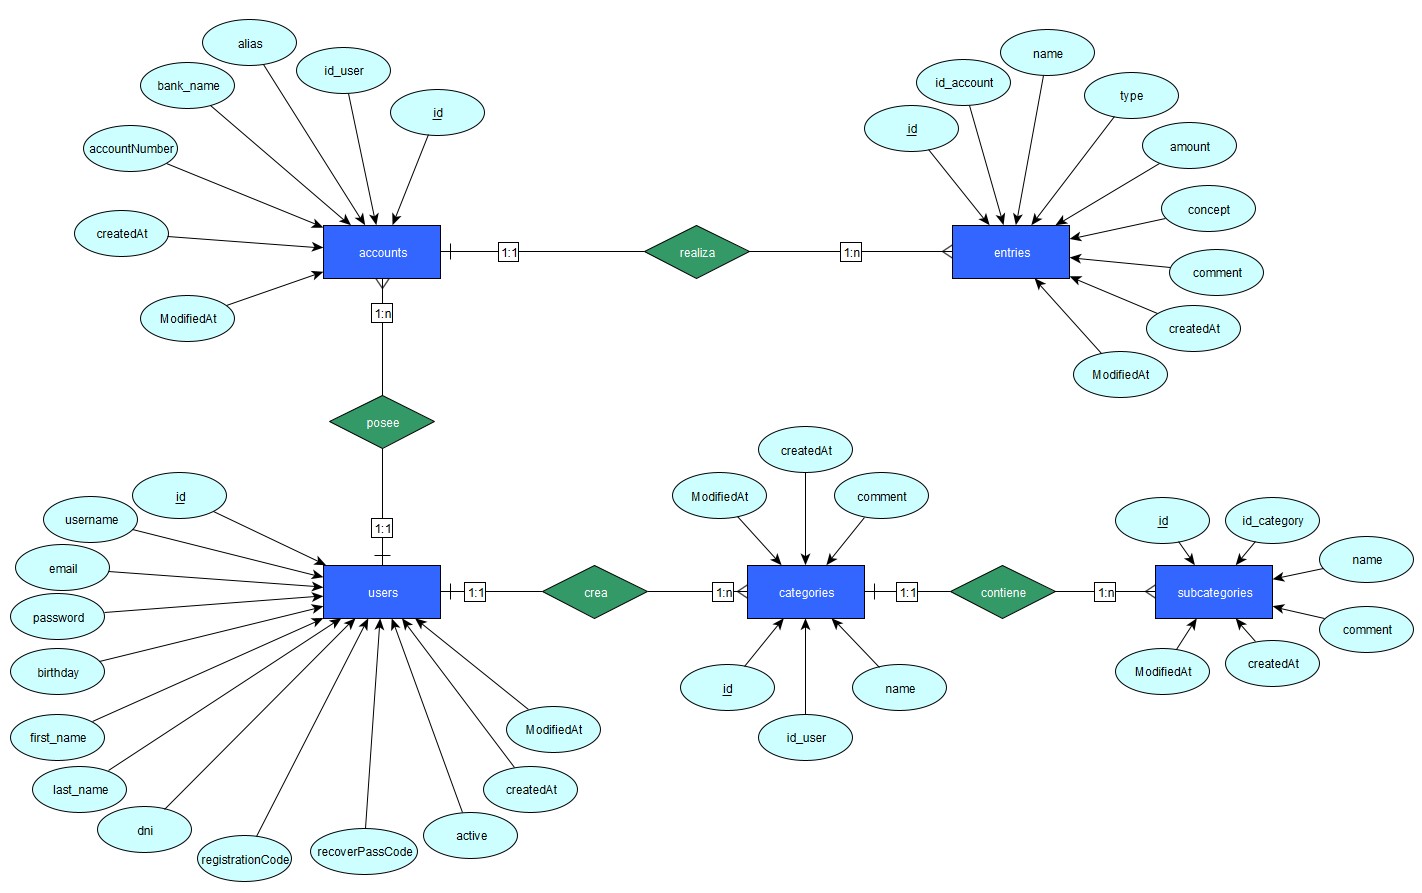 alias
id_user
bank_name
id
accountNumber
createdAt
ModifiedAt
accounts
1:1
realiza
1:n
entries
name
id_account
type
id
amount
concept
comment
createdAt
ModifiedAt
1:n
posee
1:1
id
username
email
password
birthday
first_name
last_name
dni
registrationCode
recoverPassCode
active
createdAt
ModifiedAt
users
1:1
crea
1:n
createdAt
ModifiedAt
comment
categories
id
id_user
name
1:1
contiene
1:n
id
id_category
name
subcategories
comment
createdAt
ModifiedAt